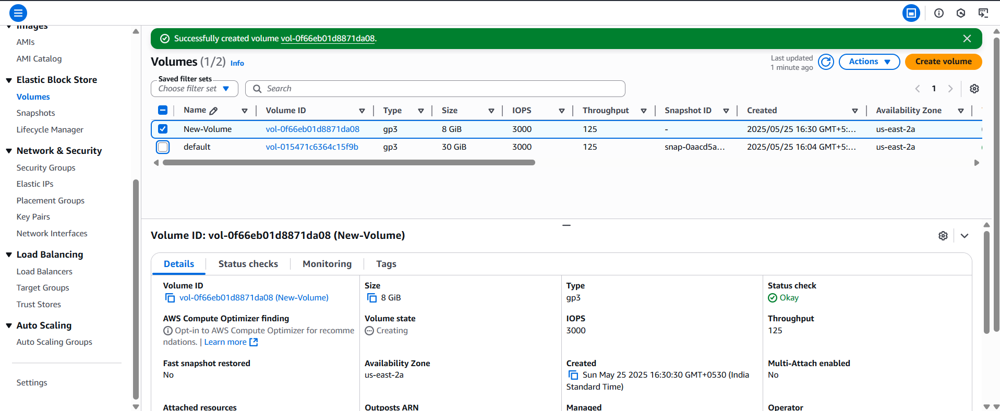 Images
AMIs
AMI Catalog
Elastic Block Store
Volumes
Snapshots
Lifecycle Manager
Network & Security
Security Groups
Elastic IPs
Placement Groups
Key Pairs
Network Interfaces
Load Balancing
Load Balancers
Target Groups
Trust Stores
Auto Scaling
Auto Scaling Groups
Settings
Successfully created volume vol-0f66eb01d8871da08.
Volumes (1/2) Info
Last updated
1 minute ago
Actions
Create volume
Saved filter sets
Choose filter set
Search
1
Name Volume ID Type Size IOPS Throughput Snapshot ID Created Availability Zone
New-Volume vol-0f66eb01d8871da08 gp3 8 GiB 3000 125 - 2025/05/25 16:30 GMT+5:... us-east-2a
default vol-015471c6364c15f9b gp3 30 GiB 3000 125 snap-0aacd5a... 2025/05/25 16:04 GMT+5:... us-east-2a
Volume ID: vol-0f66eb01d8871da08 (New-Volume)
Details Status checks Monitoring Tags
Volume ID
vol-0f66eb01d8871da08 (New-Volume)
Size
8 GiB
Type
gp3
Status check
Okay
AWS Compute Optimizer finding
Opt-in to AWS Compute Optimizer for recomme
ndations. | Learn more
Volume state
Creating
IOPS
3000
Throughput
125
Fast snapshot restored
No
Availability Zone
us-east-2a
Created
Sun May 25 2025 16:30:30 GMT+0530 (India
Standard Time)
Multi-Attach enabled
No
Attached resources
Outposts ARN
Managed
Operator